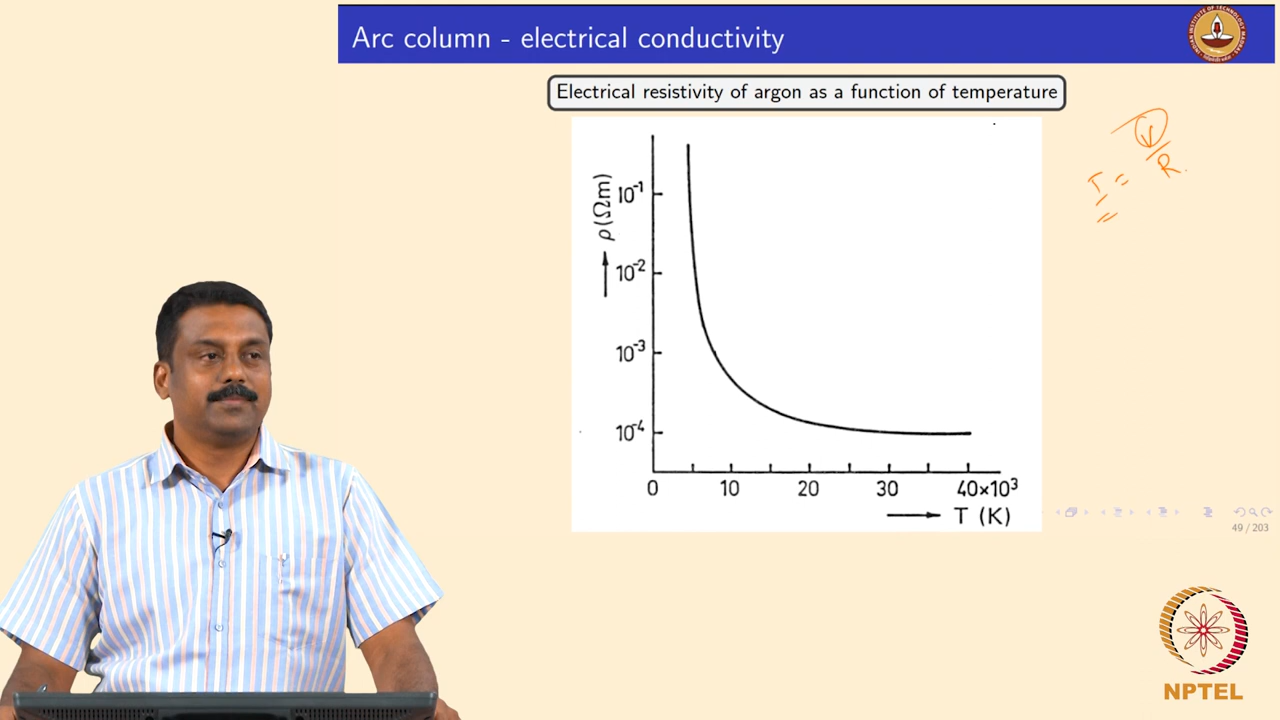 Arc column - electrical conductivity
Electrical resistivity of argon as a function of temperature
I = V/R
ρ(Ωm)
10⁻¹
10⁻²
10⁻³
10⁻⁴
0 10 20 30 40×10³
T (K)
49 / 203
NPTEL